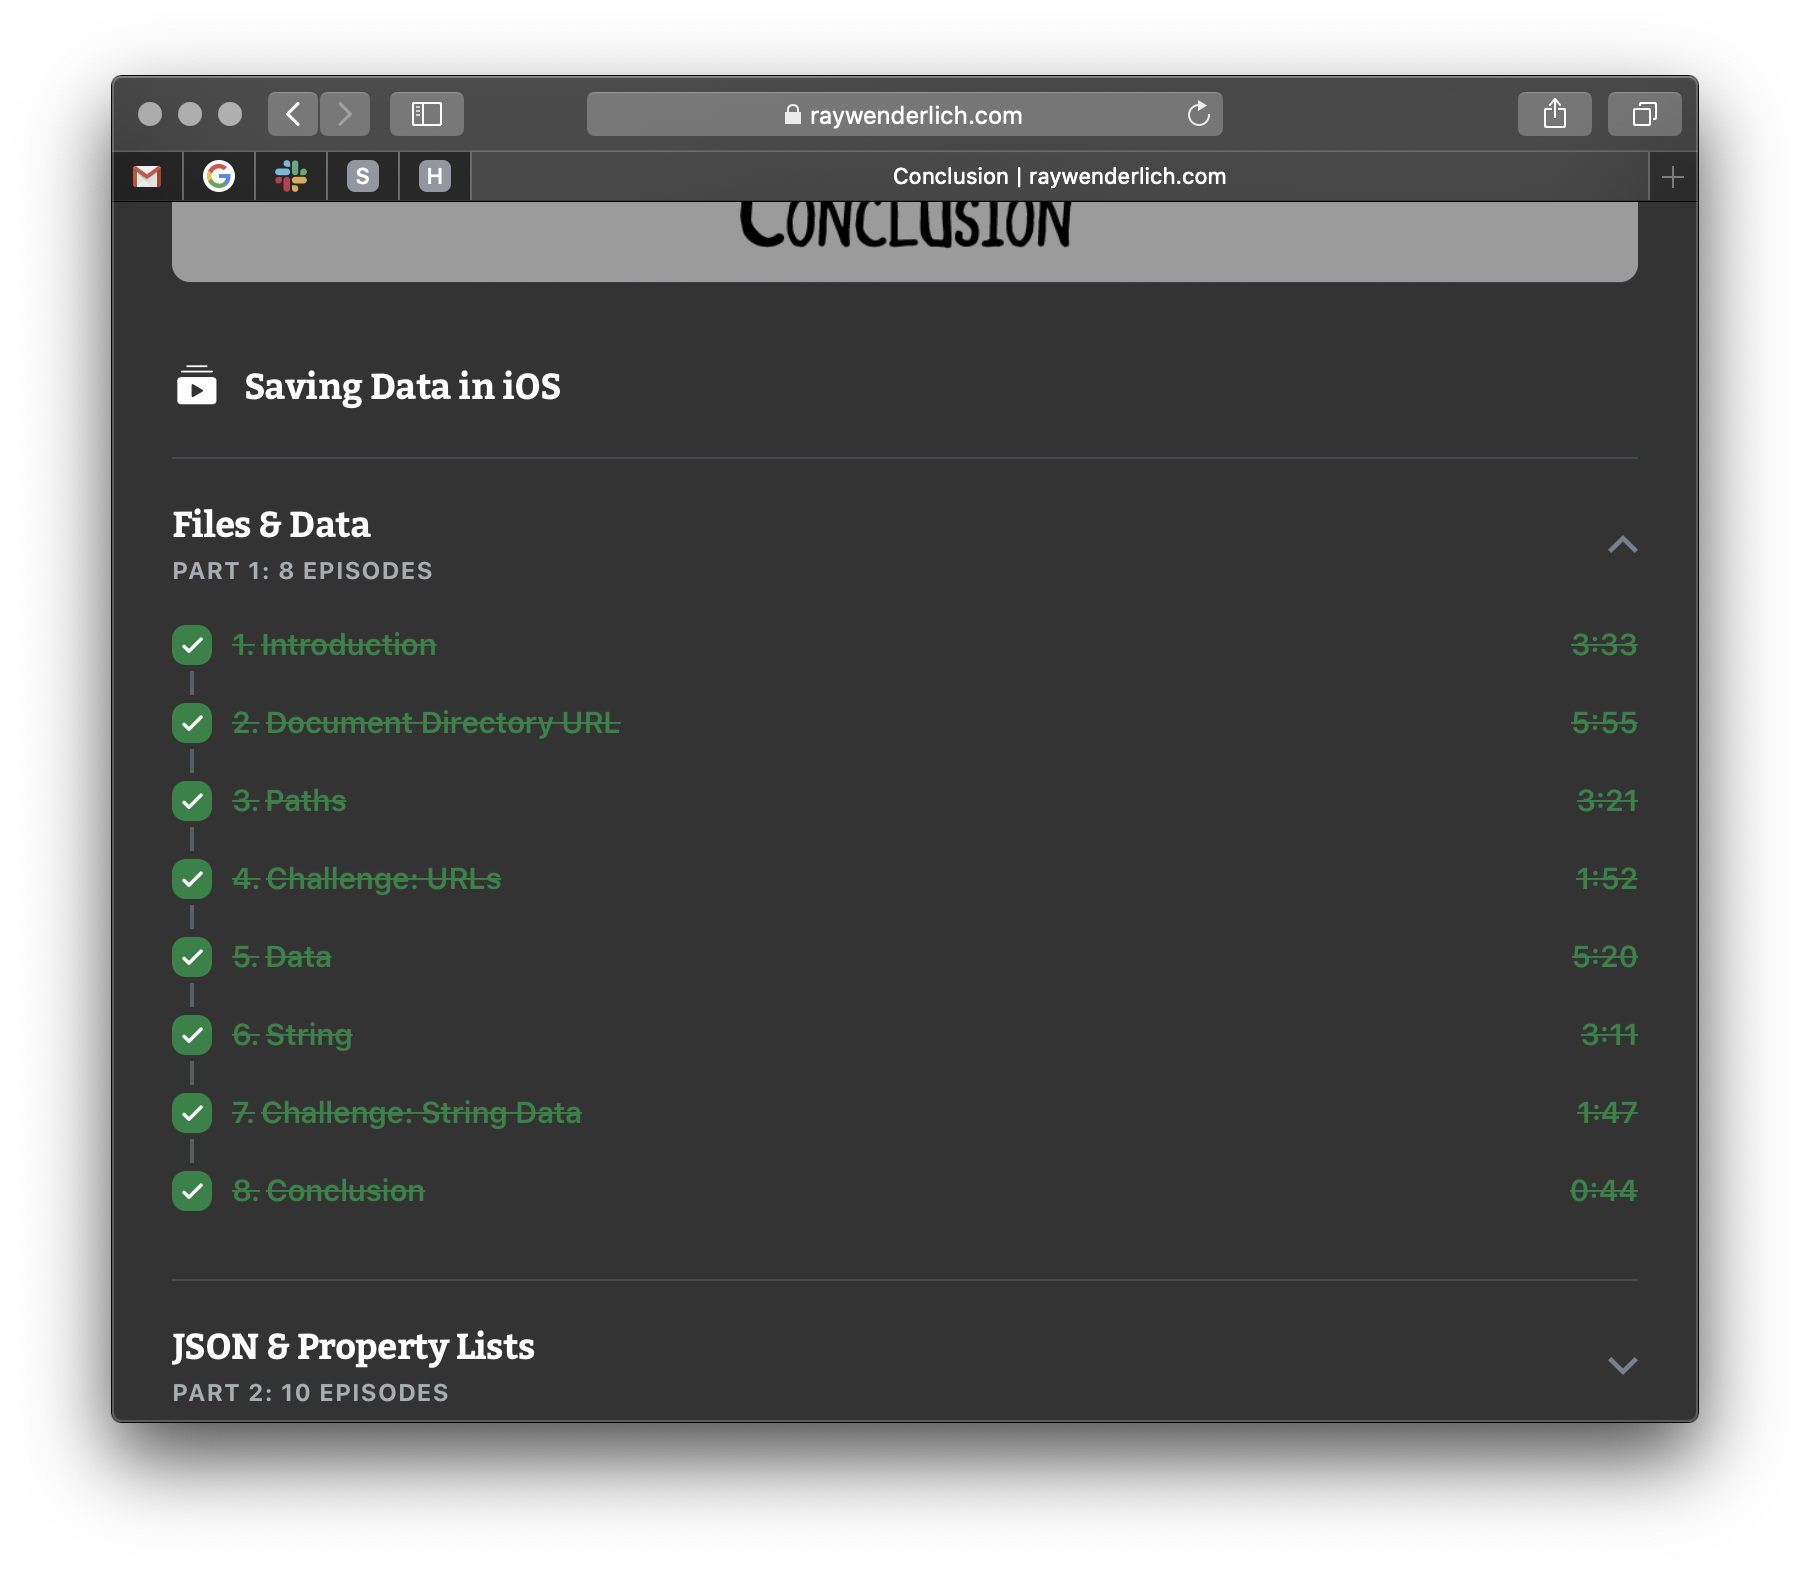 raywenderlich.com
S
H
Conclusion | raywenderlich.com
CONCLUSION
Saving Data in iOS
Files & Data
PART 1: 8 EPISODES
1. Introduction 3:33
2. Document Directory URL 5:55
3. Paths 3:21
4. Challenge: URLs 1:52
5. Data 5:20
6. String 3:11
7. Challenge: String Data 1:47
8. Conclusion 0:44
JSON & Property Lists
PART 2: 10 EPISODES